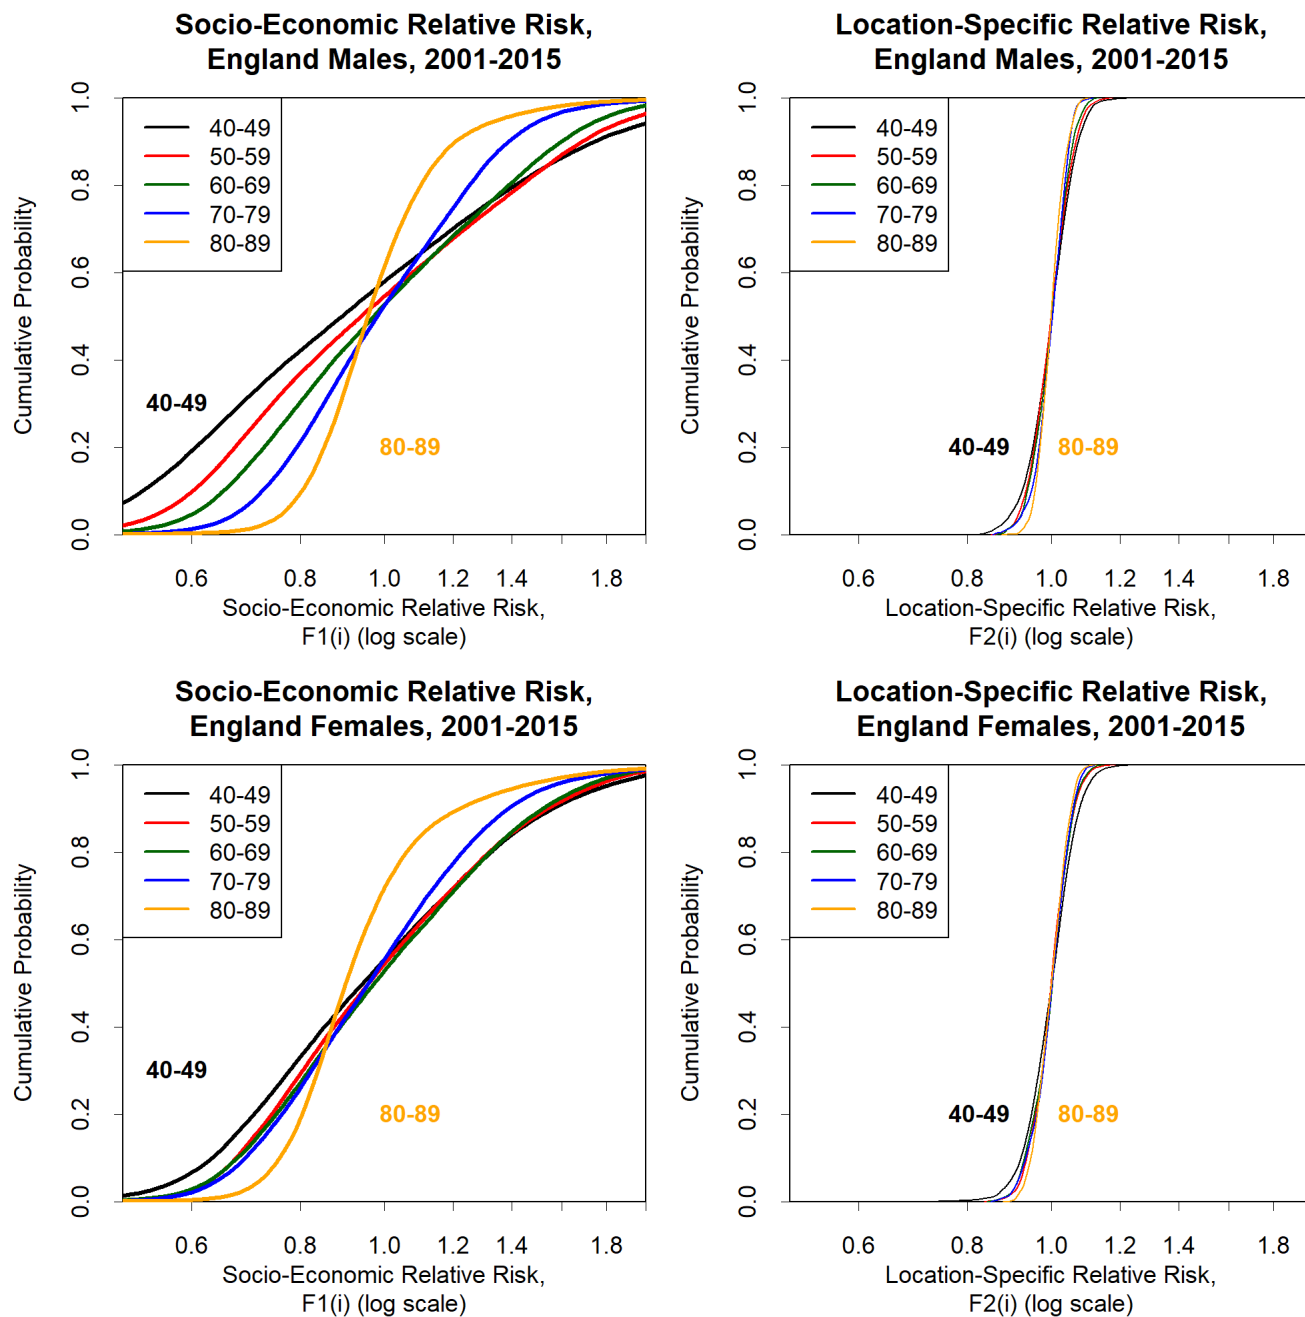 Socio-Economic Relative Risk,
England Males, 2001-2015
Cumulative Probability
0.0 0.2 0.4 0.6 0.8 1.0
40-49
50-59
60-69
70-79
80-89
40-49
80-89
0.6 0.8 1.0 1.2 1.4 1.8
Socio-Economic Relative Risk,
F1(i) (log scale)
Location-Specific Relative Risk,
England Males, 2001-2015
Cumulative Probability
0.0 0.2 0.4 0.6 0.8 1.0
40-49
50-59
60-69
70-79
80-89
40-49 80-89
0.6 0.8 1.0 1.2 1.4 1.8
Location-Specific Relative Risk,
F2(i) (log scale)
Socio-Economic Relative Risk,
England Females, 2001-2015
Cumulative Probability
0.0 0.2 0.4 0.6 0.8 1.0
40-49
50-59
60-69
70-79
80-89
40-49
80-89
0.6 0.8 1.0 1.2 1.4 1.8
Socio-Economic Relative Risk,
F1(i) (log scale)
Location-Specific Relative Risk,
England Females, 2001-2015
Cumulative Probability
0.0 0.2 0.4 0.6 0.8 1.0
40-49
50-59
60-69
70-79
80-89
40-49 80-89
0.6 0.8 1.0 1.2 1.4 1.8
Location-Specific Relative Risk,
F2(i) (log scale)